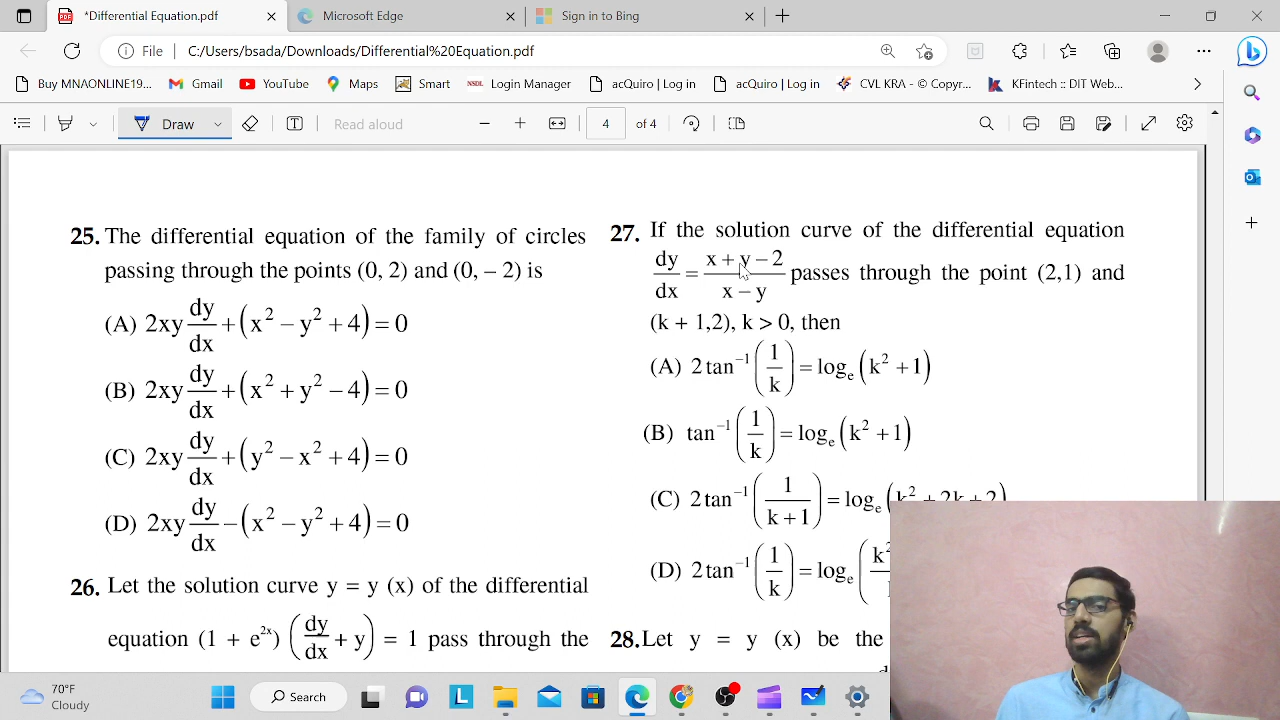 *Differential Equation.pdf
Microsoft Edge
Sign in to Bing
File
C:/Users/bsada/Downloads/Differential%20Equation.pdf
Buy MNAONLINE19...
Gmail
YouTube
Maps
Smart
NSDL Login Manager
acQuiro | Log in
acQuiro | Log in
CVL KRA - © Copyr...
KFintech :: DIT Web...
Draw
Read aloud
4 of 4
25. The differential equation of the family of circles
passing through the points (0, 2) and (0, – 2) is
(A) 2xy dy/dx + (x² − y² + 4) = 0
(B) 2xy dy/dx + (x² + y² − 4) = 0
(C) 2xy dy/dx + (y² − x² + 4) = 0
(D) 2xy dy/dx − (x² − y² + 4) = 0
26. Let the solution curve y = y (x) of the differential
equation (1 + e²ˣ) (dy/dx + y) = 1 pass through the
27. If the solution curve of the differential equation
dy/dx = (x + y − 2)/(x − y) passes through the point (2,1) and
(k + 1,2), k > 0, then
(A) 2 tan⁻¹ (1/k) = logₑ (k² + 1)
(B) tan⁻¹ (1/k) = logₑ (k² + 1)
(C) 2 tan⁻¹ (1/(k + 1)) = logₑ (k² + 2k + 2)
(D) 2 tan⁻¹ (1/k) = logₑ (k²
28. Let y = y (x) be the
70°F
Cloudy
Search